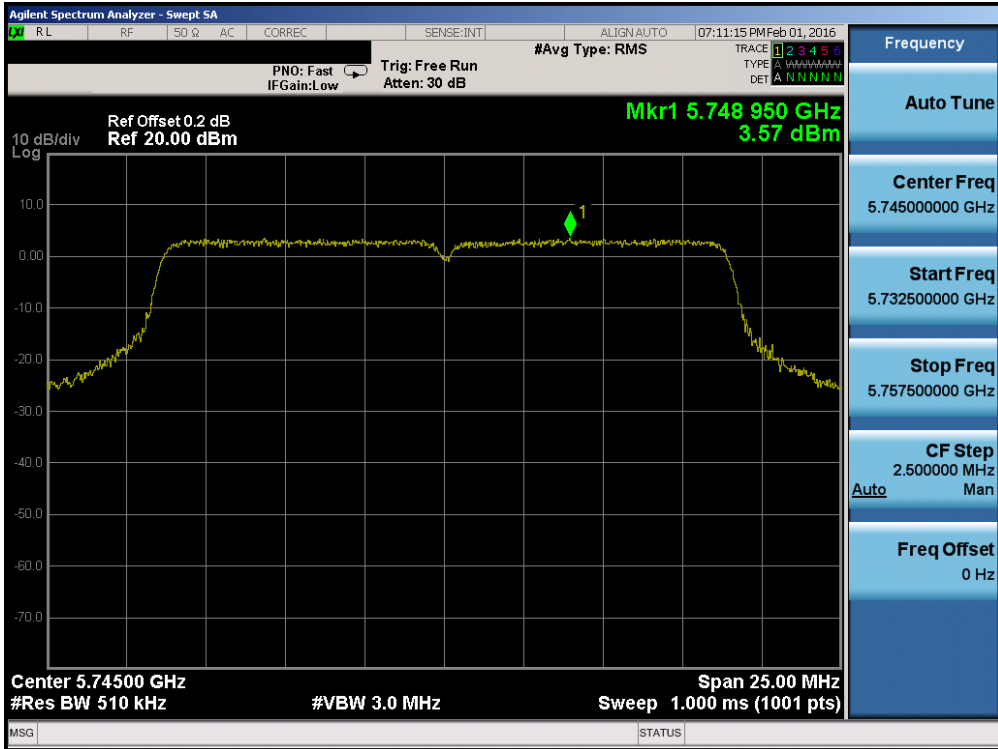 Agilent Spectrum Analyzer - Swept SA
LXI RL RF 50 Ω AC CORREC SENSE:INT ALIGN AUTO 07:11:15 PM Feb 01, 2016
#Avg Type: RMS TRACE 1 2 3 4 5 6
PNO: Fast Trig: Free Run TYPE A WWWWW
IFGain:Low Atten: 30 dB DET A N N N N N
Mkr1 5.748 950 GHz
3.57 dBm
Ref Offset 0.2 dB
10 dB/div Ref 20.00 dBm
Log
10.0
1
0.00
-10.0
-20.0
-30.0
-40.0
-50.0
-60.0
-70.0
Center 5.74500 GHz Span 25.00 MHz
#Res BW 510 kHz #VBW 3.0 MHz Sweep 1.000 ms (1001 pts)
MSG STATUS
Frequency
Auto Tune
Center Freq
5.745000000 GHz
Start Freq
5.732500000 GHz
Stop Freq
5.757500000 GHz
CF Step
2.500000 MHz
Auto Man
Freq Offset
0 Hz